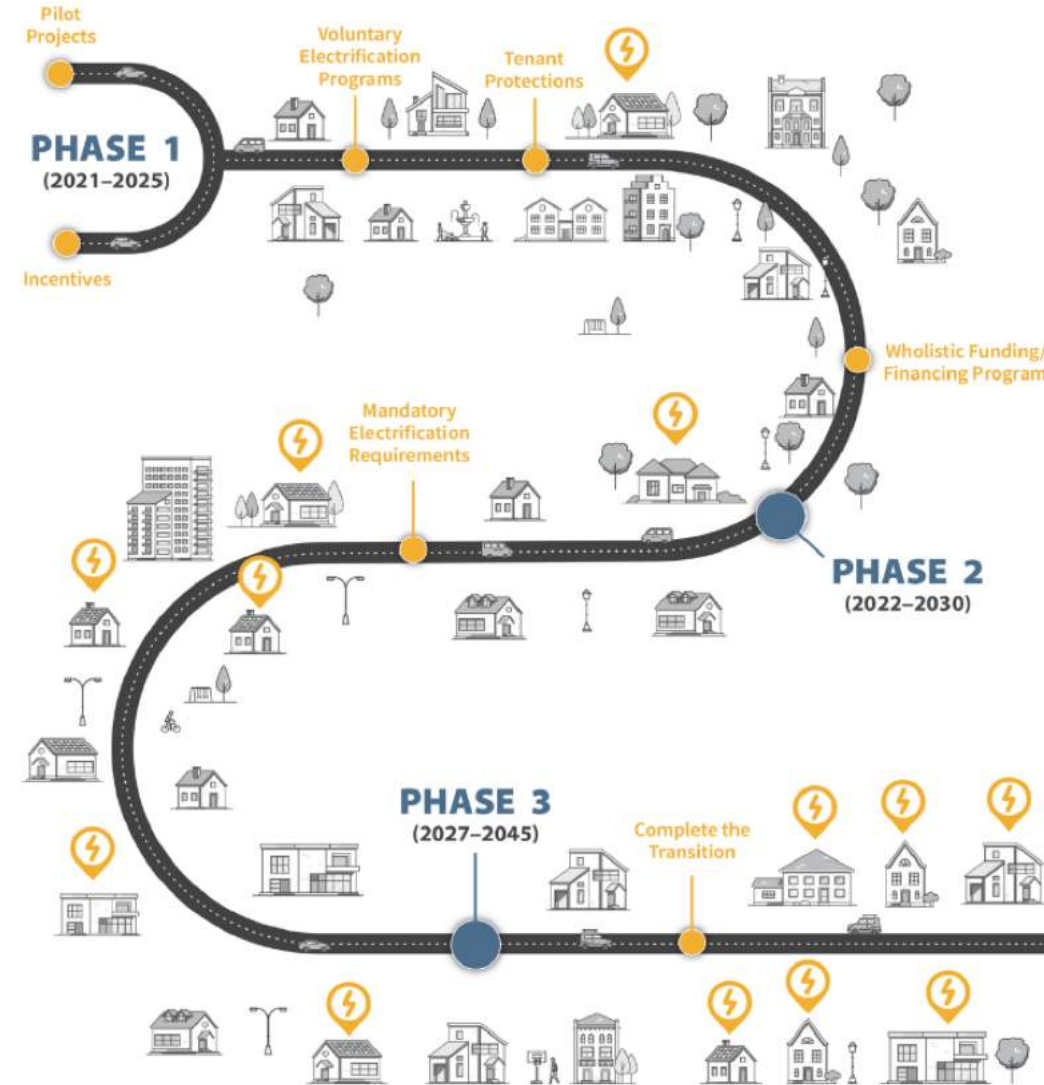 Pilot
Projects
PHASE 1
(2021–2025)
Incentives
Voluntary
Electrification
Programs
Tenant
Protections
Wholistic Funding/
Financing Program
PHASE 2
(2022–2030)
Mandatory
Electrification
Requirements
PHASE 3
(2027–2045)
Complete the
Transition